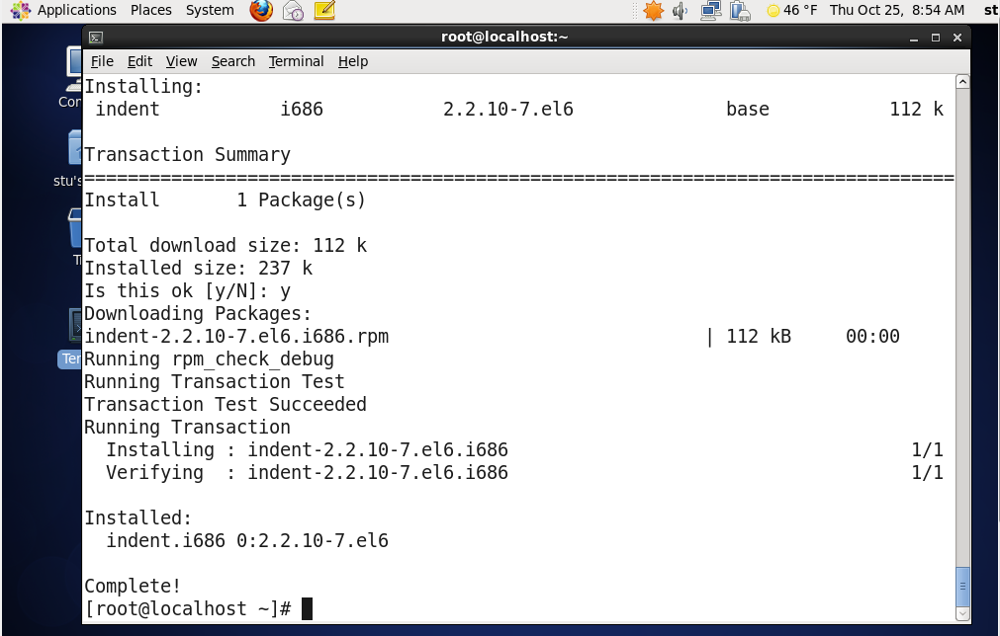 Applications Places System 46 °F Thu Oct 25, 8:54 AM st
root@localhost:~
File Edit View Search Terminal Help
Installing:
indent i686 2.2.10-7.el6 base 112 k
Transaction Summary
================================================================================
Install 1 Package(s)
Total download size: 112 k
Installed size: 237 k
Is this ok [y/N]: y
Downloading Packages:
indent-2.2.10-7.el6.i686.rpm | 112 kB 00:00
Running rpm_check_debug
Running Transaction Test
Transaction Test Succeeded
Running Transaction
Installing : indent-2.2.10-7.el6.i686 1/1
Verifying : indent-2.2.10-7.el6.i686 1/1
Installed:
indent.i686 0:2.2.10-7.el6
Complete!
[root@localhost ~]#
Con
stu's
Ter